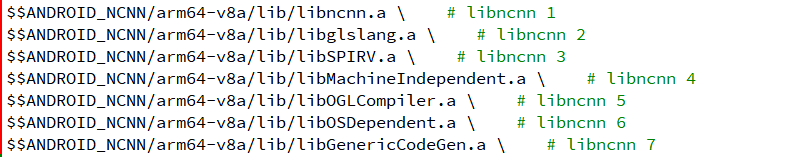 $$ANDROID_NCNN/arm64-v8a/lib/libncnn.a \    # libncnn 1
$$ANDROID_NCNN/arm64-v8a/lib/libglslang.a \    # libncnn 2
$$ANDROID_NCNN/arm64-v8a/lib/libSPIRV.a \    # libncnn 3
$$ANDROID_NCNN/arm64-v8a/lib/libMachineIndependent.a \    # libncnn 4
$$ANDROID_NCNN/arm64-v8a/lib/libOGLCompiler.a \    # libncnn 5
$$ANDROID_NCNN/arm64-v8a/lib/libOSDependent.a \    # libncnn 6
$$ANDROID_NCNN/arm64-v8a/lib/libGenericCodeGen.a \    # libncnn 7